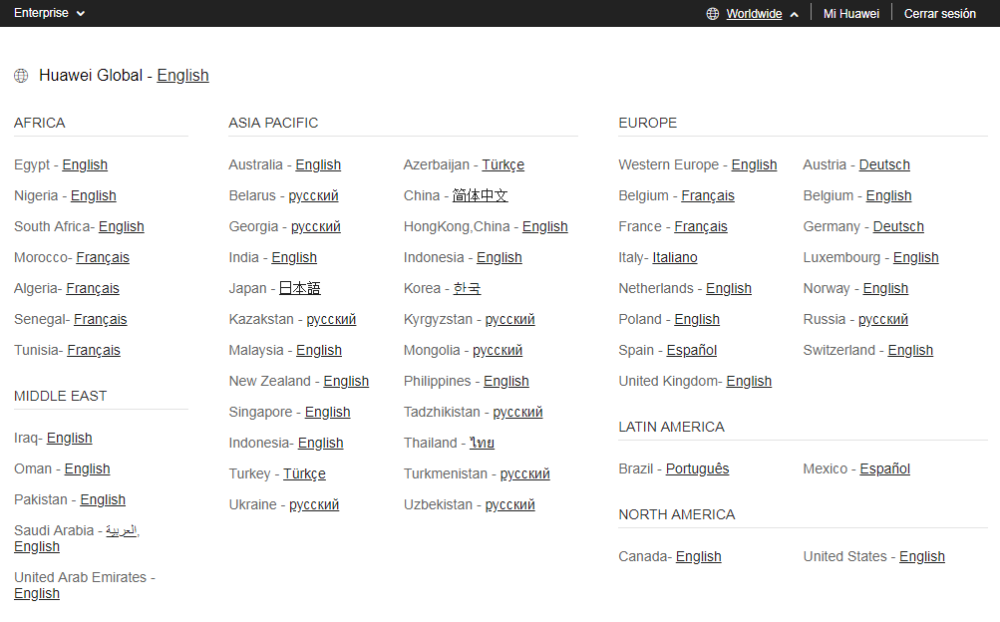 Enterprise
Worldwide
Mi Huawei
Cerrar sesión
Huawei Global - English
AFRICA
Egypt - English
Nigeria - English
South Africa- English
Morocco- Français
Algeria- Français
Senegal- Français
Tunisia- Français
MIDDLE EAST
Iraq- English
Oman - English
Pakistan - English
Saudi Arabia - العربية,
English
United Arab Emirates -
English
ASIA PACIFIC
Australia - English
Belarus - русский
Georgia - русский
India - English
Japan - 日本語
Kazakstan - русский
Malaysia - English
New Zealand - English
Singapore - English
Indonesia- English
Turkey - Türkçe
Ukraine - русский
Azerbaijan - Türkçe
China - 简体中文
HongKong,China - English
Indonesia - English
Korea - 한국
Kyrgyzstan - русский
Mongolia - русский
Philippines - English
Tadzhikistan - русский
Thailand - ไทย
Turkmenistan - русский
Uzbekistan - русский
EUROPE
Western Europe - English
Belgium - Français
France - Français
Italy- Italiano
Netherlands - English
Poland - English
Spain - Español
United Kingdom- English
Austria - Deutsch
Belgium - English
Germany - Deutsch
Luxembourg - English
Norway - English
Russia - русский
Switzerland - English
LATIN AMERICA
Brazil - Português
Mexico - Español
NORTH AMERICA
Canada- English
United States - English